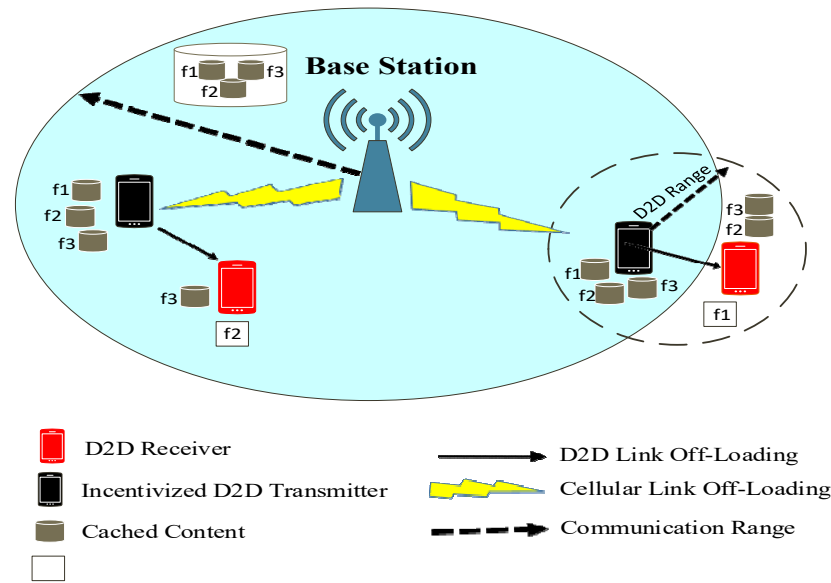 Base Station
f1
f3
f2
D2D Range
f1
f2
f3
f3
f2
f1
f2
f3
f3
f2
f1
D2D Receiver
D2D Link Off-Loading
Incentivized D2D Transmitter
Cellular Link Off-Loading
Cached Content
Communication Range